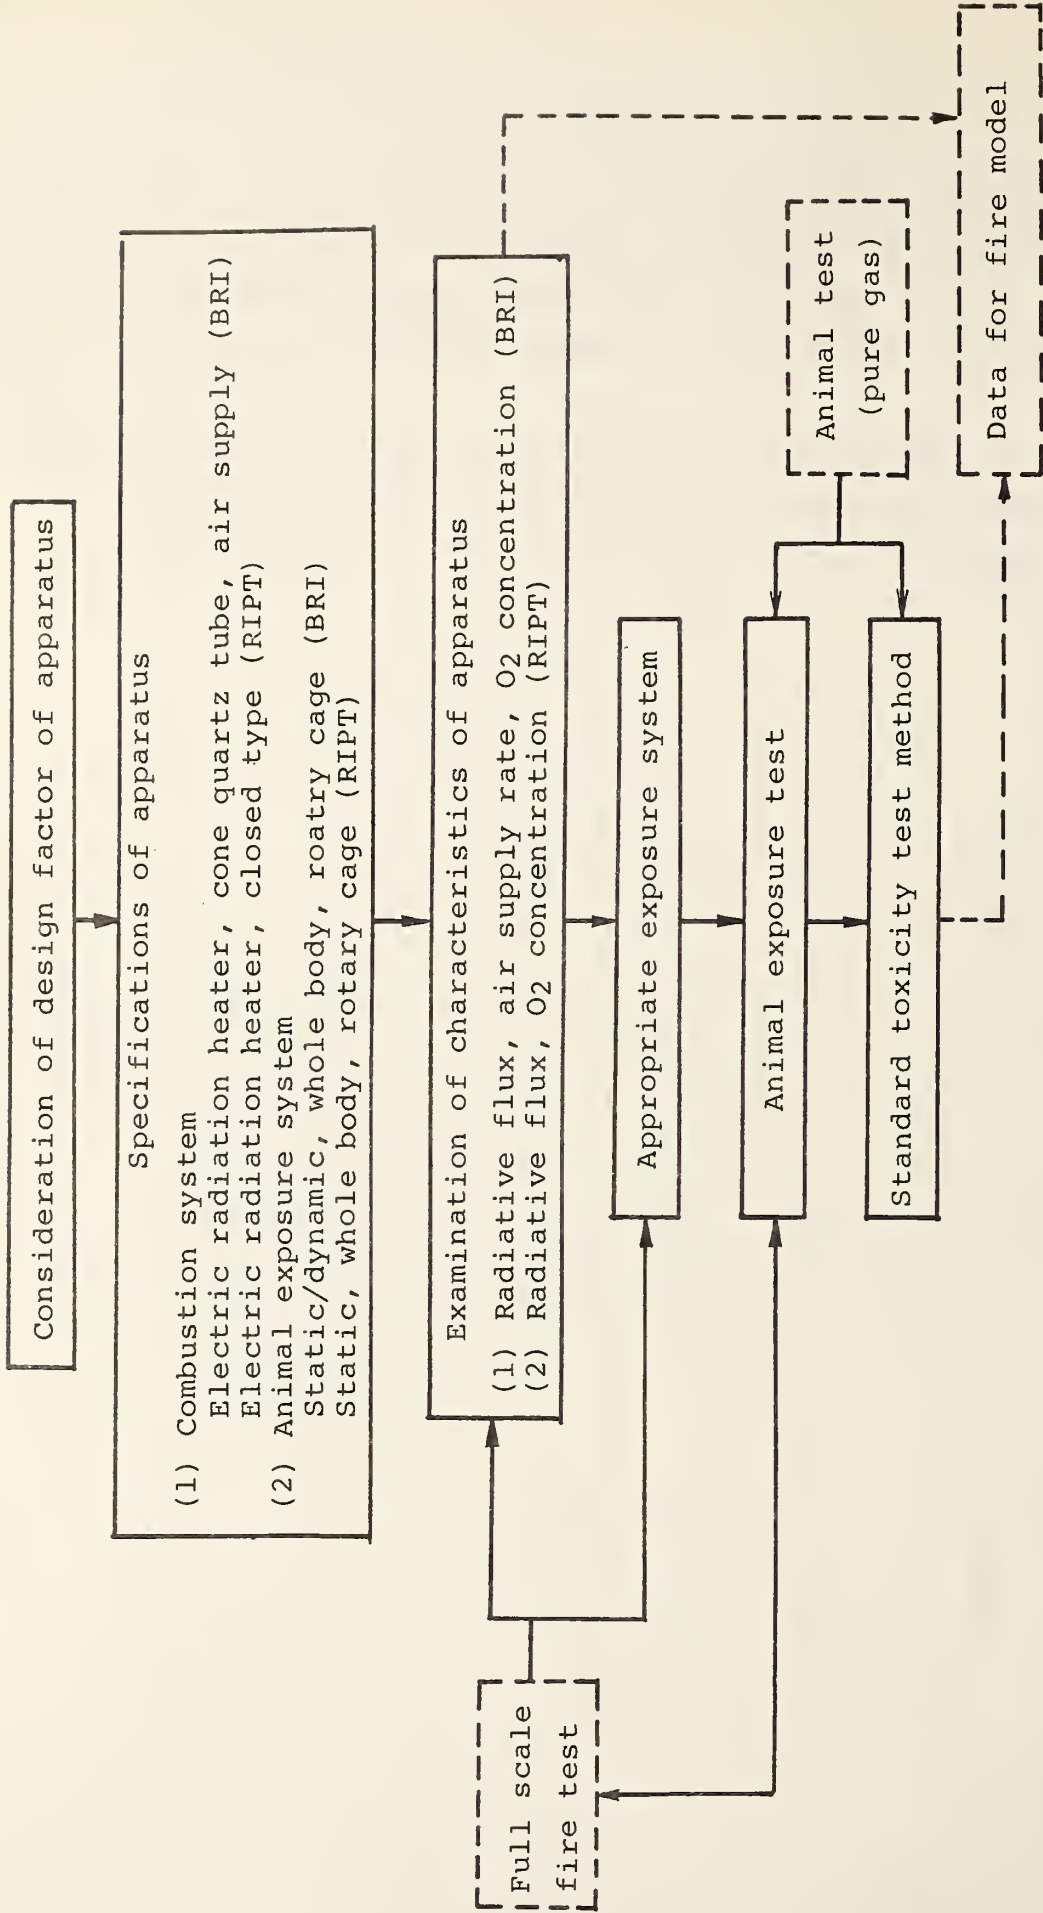 Consideration of design factor of apparatus
Specifications of apparatus
(1) Combustion system
Electric radiation heater, cone quartz tube, air supply (BRI)
Electric radiation heater, closed type (RIPT)
(2) Animal exposure system
Static/dynamic, whole body, roatry cage (BRI)
Static, whole body, rotary cage (RIPT)
Examination of characteristics of apparatus
(1) Radiative flux, air supply rate, O2 concentration (BRI)
(2) Radiative flux, O2 concentration (RIPT)
Full scale
fire test
Appropriate exposure system
Animal exposure test
Animal test
(pure gas)
Standard toxicity test method
Data for fire model